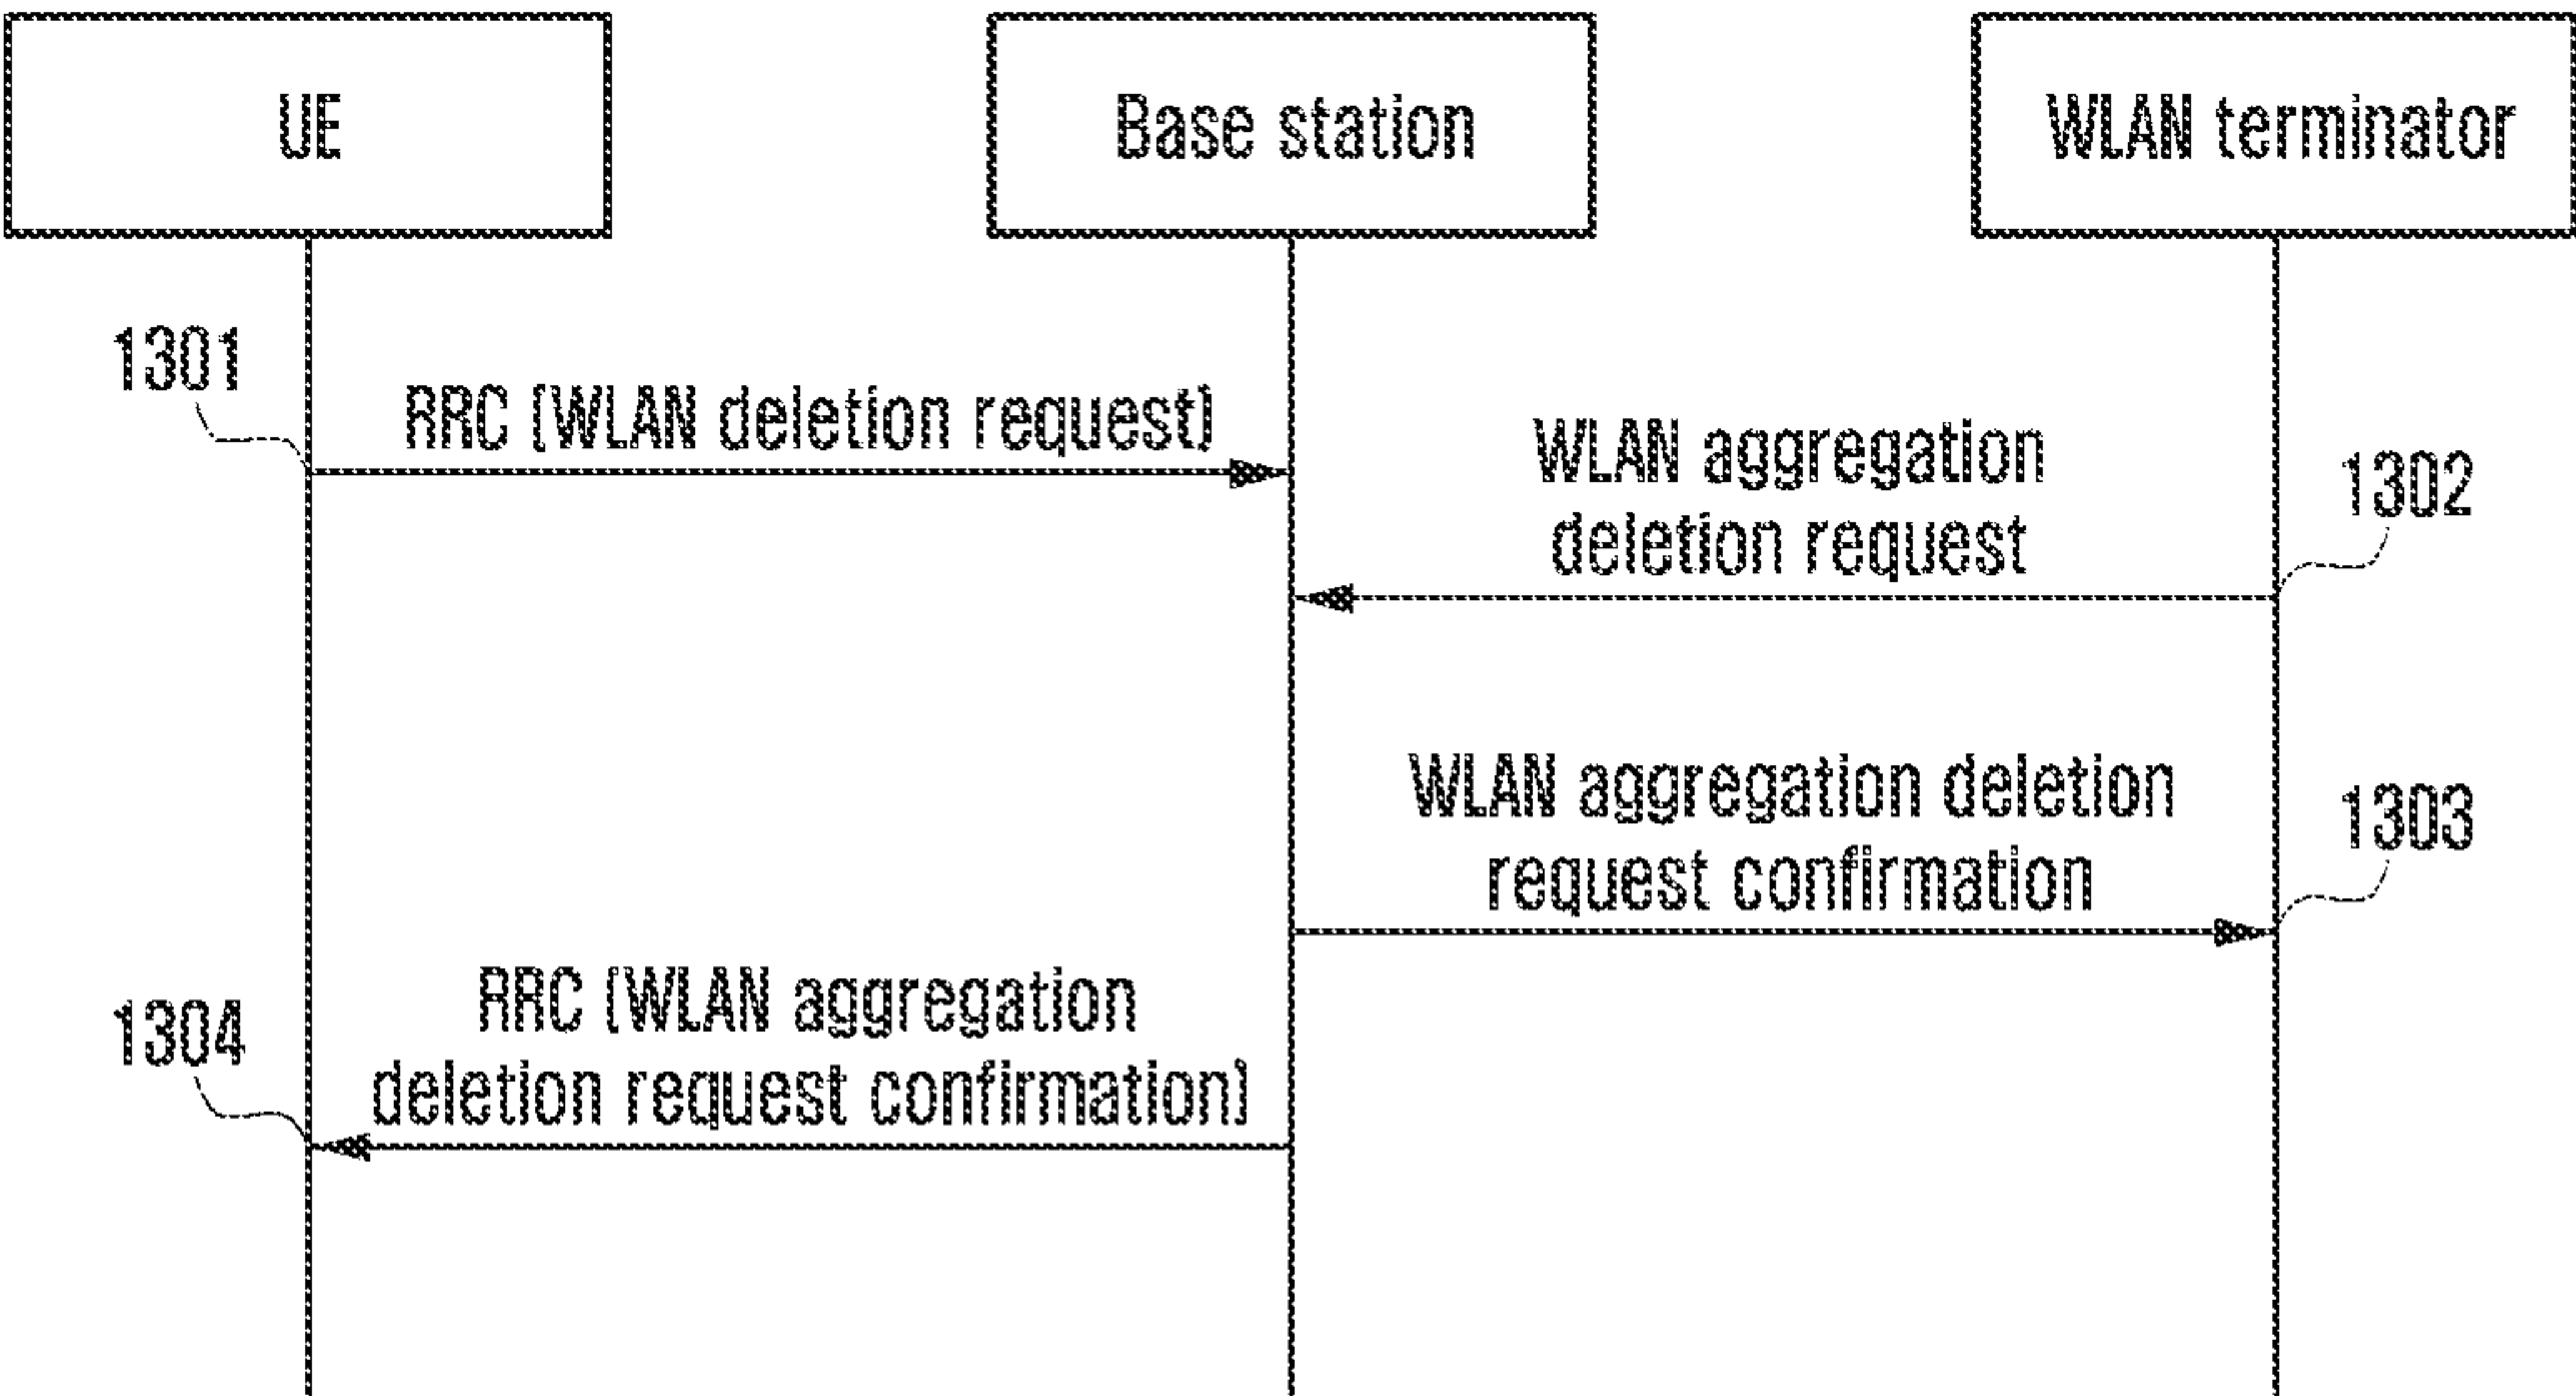 UE
Base station
WLAN terminator
1301
RRC (WLAN deletion request)
WLAN aggregation
deletion request
1302
WLAN aggregation deletion
request confirmation
1303
RRC (WLAN aggregation
deletion request confirmation)
1304